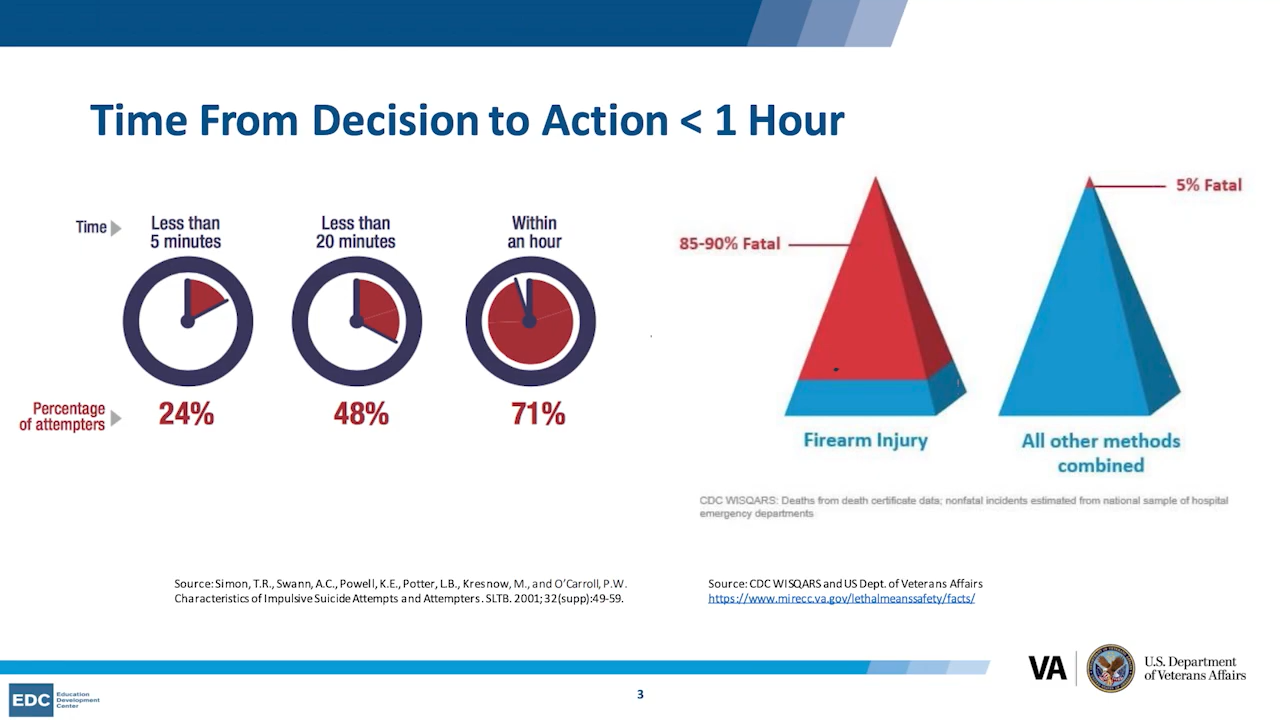 Time From Decision to Action < 1 Hour
Time
Less than
5 minutes
Less than
20 minutes
Within
an hour
Percentage
of attempters
24%
48%
71%
85-90% Fatal
5% Fatal
Firearm Injury
All other methods
combined
CDC WISQARS: Deaths from death certificate data; nonfatal incidents estimated from national sample of hospital
emergency departments
Source: Simon, T.R., Swann, A.C., Powell, K.E., Potter, L.B., Kresnow, M., and O'Carroll, P.W.
Characteristics of Impulsive Suicide Attempts and Attempters. SLTB. 2001; 32(supp):49-59.
Source: CDC WISQARS and US Dept. of Veterans Affairs
https://www.mirecc.va.gov/lethalmeanssafety/facts/
EDC
Education
Development
Center
3
VA
U.S. Department
of Veterans Affairs